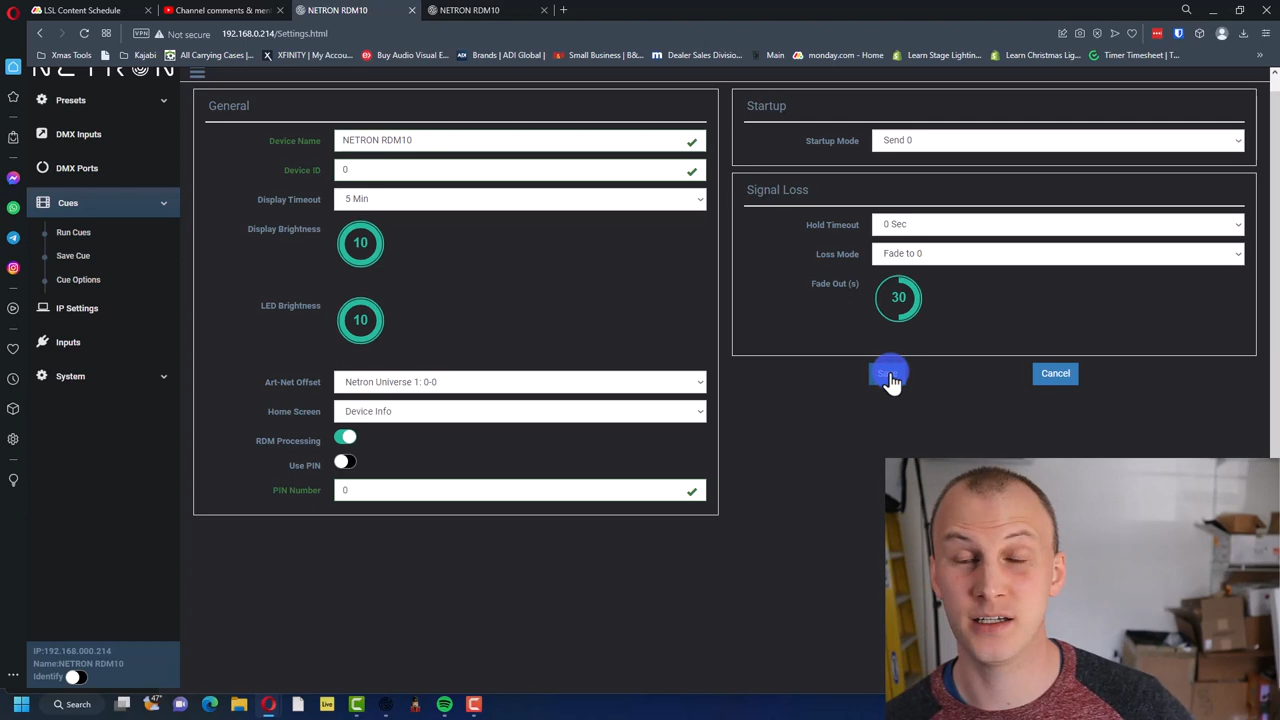 LSL Content Schedule
Channel comments & men
NETRON RDM10
NETRON RDM10
VPN
Not secure
192.168.0.214/Settings.html
Xmas Tools
Kajabi
All Carrying Cases |...
XFINITY | My Accou...
Buy Audio Visual E...
Brands | ADI Global |
Small Business | B&...
Dealer Sales Divisio...
Main
monday.com - Home
Learn Stage Lightin...
Learn Christmas Lig...
Timer Timesheet | T...
NETRON
Presets
DMX Inputs
DMX Ports
Cues
Run Cues
Save Cue
Cue Options
IP Settings
Inputs
System
IP:192.168.000.214
Name:NETRON RDM10
Identify
General
Device Name NETRON RDM10
Device ID 0
Display Timeout 5 Min
Display Brightness 10
LED Brightness 10
Art-Net Offset Netron Universe 1: 0-0
Home Screen Device Info
RDM Processing
Use PIN
PIN Number 0
Startup
Startup Mode Send 0
Signal Loss
Hold Timeout 0 Sec
Loss Mode Fade to 0
Fade Out (s) 30
Save
Cancel
Search
47°
Live